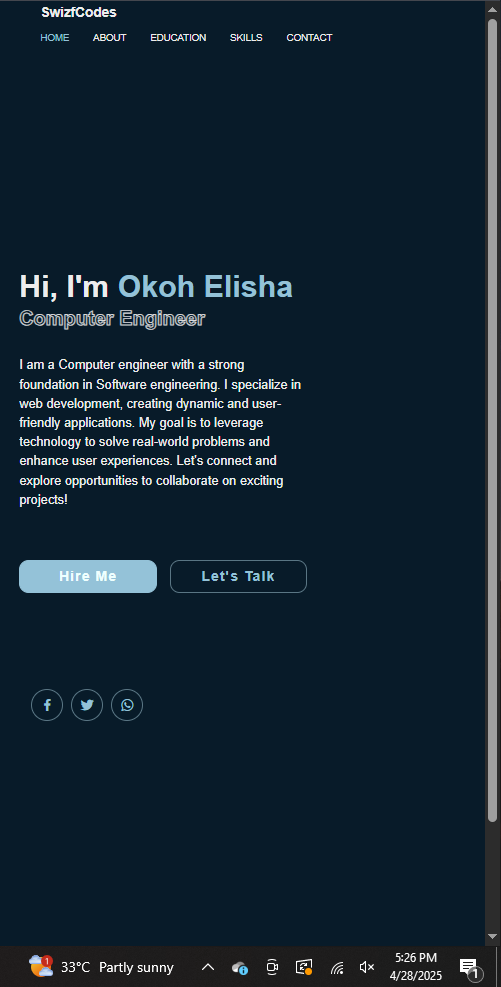 SwizfCodes
HOME ABOUT EDUCATION SKILLS CONTACT
Hi, I'm Okoh Elisha
Computer Engineer
I am a Computer engineer with a strong
foundation in Software engineering. I specialize in
web development, creating dynamic and user-
friendly applications. My goal is to leverage
technology to solve real-world problems and
enhance user experiences. Let's connect and
explore opportunities to collaborate on exciting
projects!
Hire Me Let's Talk
1 33°C Partly sunny
5:26 PM
4/28/2025
1